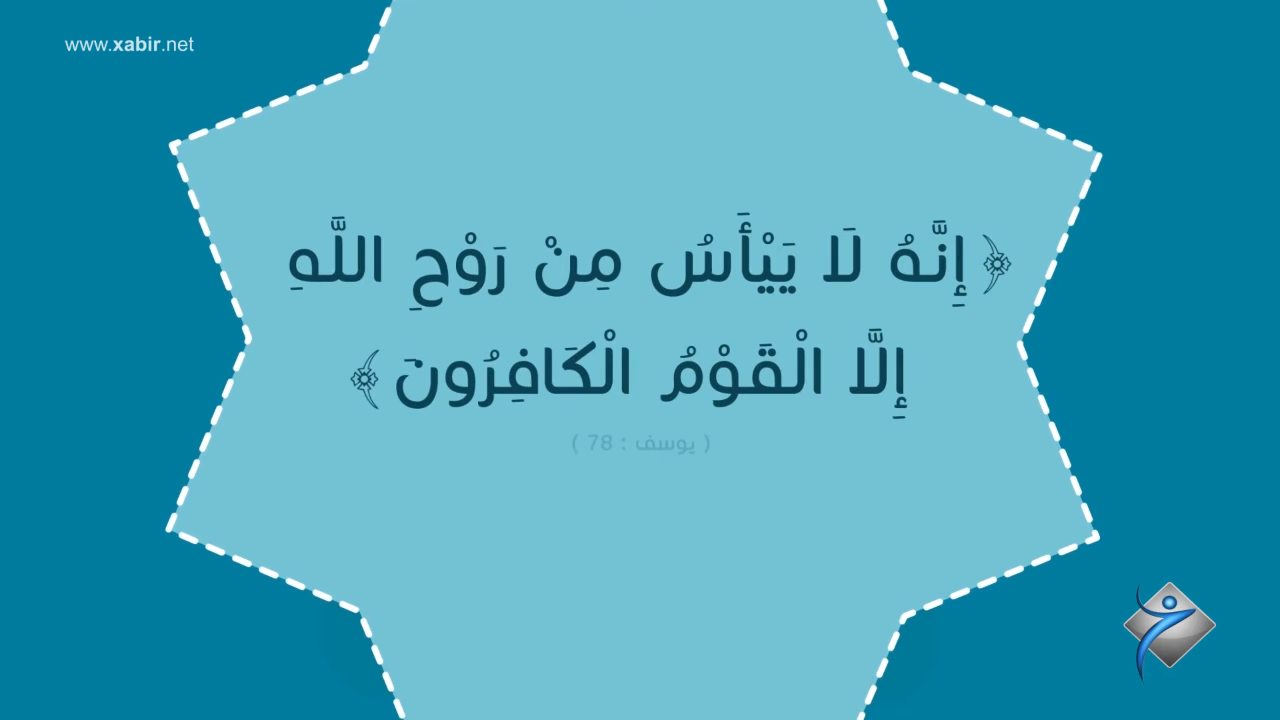 www.xabir.net
﴿إِنَّهُ لَا يَيْأَسُ مِنْ رَوْحِ اللَّهِ
إِلَّا الْقَوْمُ الْكَافِرُونَ﴾
( يوسف : 78 )